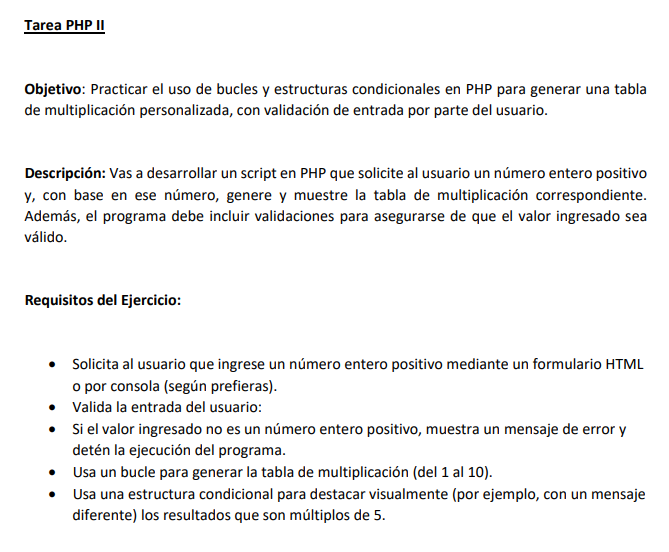 Tarea PHP II
Objetivo: Practicar el uso de bucles y estructuras condicionales en PHP para generar una tabla
de multiplicación personalizada, con validación de entrada por parte del usuario.
Descripción: Vas a desarrollar un script en PHP que solicite al usuario un número entero positivo
y, con base en ese número, genere y muestre la tabla de multiplicación correspondiente.
Además, el programa debe incluir validaciones para asegurarse de que el valor ingresado sea
válido.
Requisitos del Ejercicio:
• Solicita al usuario que ingrese un número entero positivo mediante un formulario HTML
o por consola (según prefieras).
• Valida la entrada del usuario:
• Si el valor ingresado no es un número entero positivo, muestra un mensaje de error y
detén la ejecución del programa.
• Usa un bucle para generar la tabla de multiplicación (del 1 al 10).
• Usa una estructura condicional para destacar visualmente (por ejemplo, con un mensaje
diferente) los resultados que son múltiplos de 5.